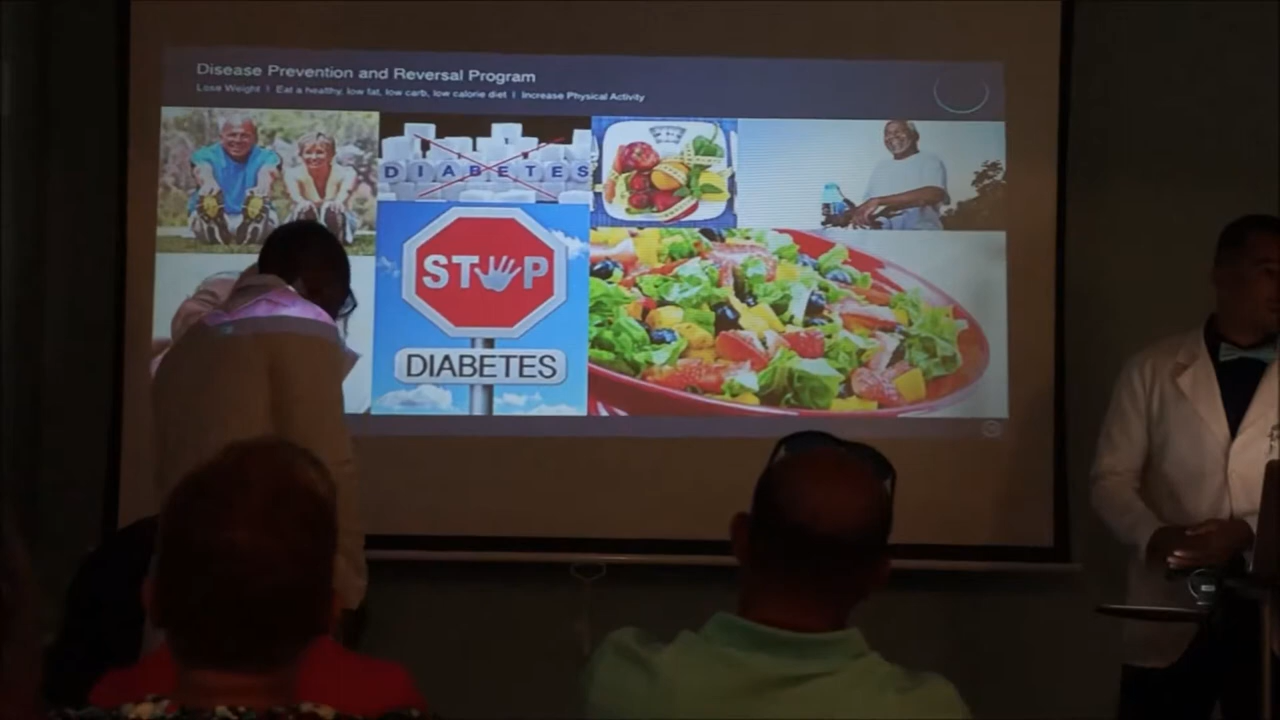 Disease Prevention and Reversal Program
Lose Weight | Eat a healthy, low fat, low carb, low calorie diet | Increase Physical Activity
DIABETES
STOP
DIABETES